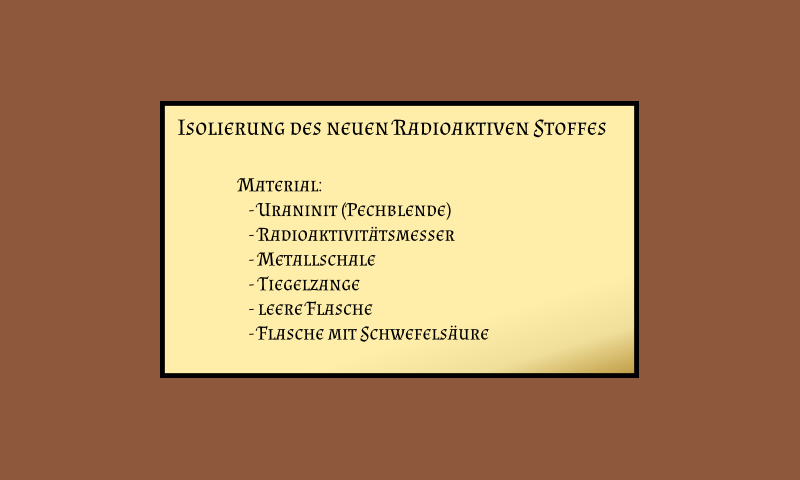 Isolierung des neuen Radioaktiven Stoffes
Material:
- Uraninit (Pechblende)
- Radioaktivitätsmesser
- Metallschale
- Tiegelzange
- leere Flasche
- Flasche mit Schwefelsäure